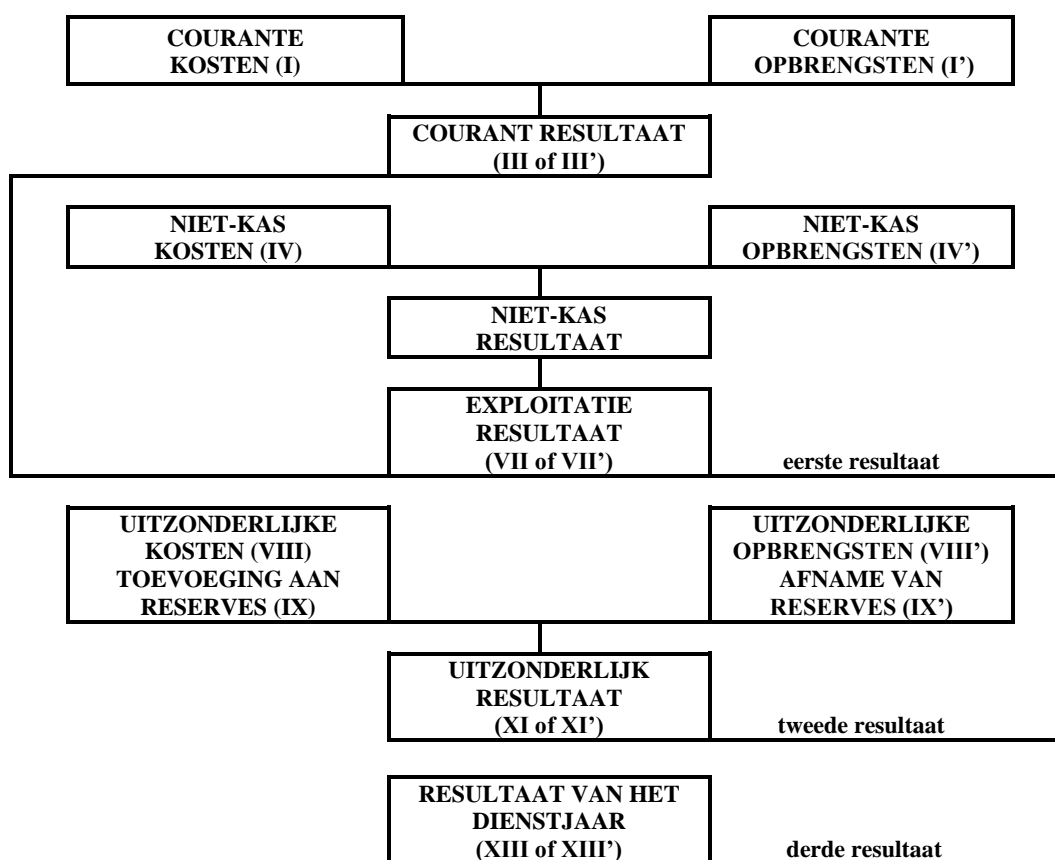 COURANTE
KOSTEN (I)
COURANTE
OPBRENGSTEN (I’)
COURANT RESULTAAT
(III of III’)
NIET-KAS
KOSTEN (IV)
NIET-KAS
OPBRENGSTEN (IV’)
NIET-KAS
RESULTAAT
EXPLOITATIE
RESULTAAT
(VII of VII’)
eerste resultaat
UITZONDERLIJKE
KOSTEN (VIII)
TOEVOEGING AAN
RESERVES (IX)
UITZONDERLIJKE
OPBRENGSTEN (VIII’)
AFNAME VAN
RESERVES (IX’)
UITZONDERLIJK
RESULTAAT
(XI of XI’)
tweede resultaat
RESULTAAT VAN HET
DIENSTJAAR
(XIII of XIII’)
derde resultaat